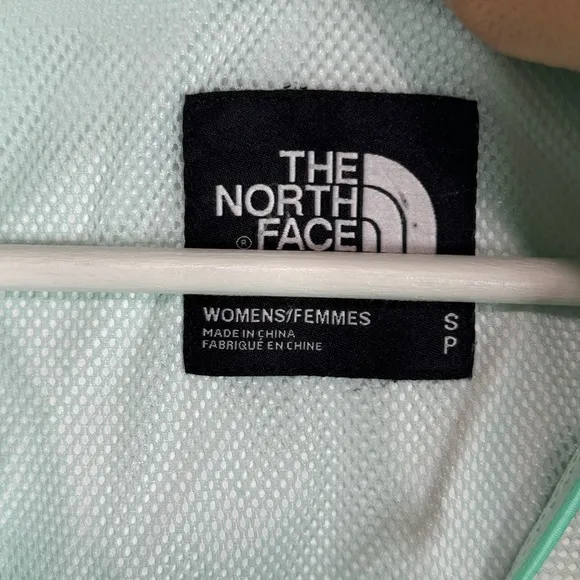 THE
NORTH
FACE
®
WOMENS/FEMMES
MADE IN CHINA
FABRIQUÉ EN CHINE
S
P